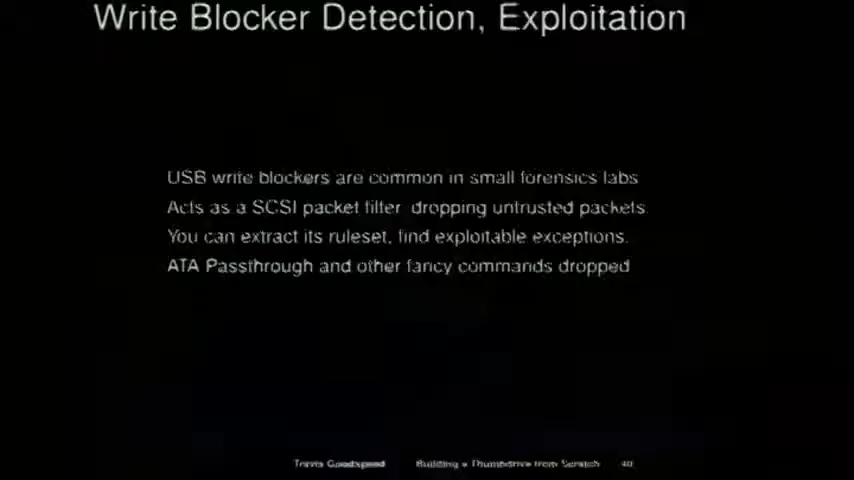 Write Blocker Detection, Exploitation
USB write blockers are common in small forensics labs
Acts as a SCSI packet filter, dropping untrusted packets.
You can extract its ruleset, find exploitable exceptions.
ATA Passthrough and other fancy commands dropped
Travis Goodspeed Building a Thumbdrive from Scratch 40